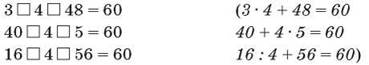 3 □ 4 □ 48 = 60 (3 · 4 + 48 = 60
40 □ 4 □ 5 = 60 40 + 4 · 5 = 60
16 □ 4 □ 56 = 60 16 : 4 + 56 = 60)